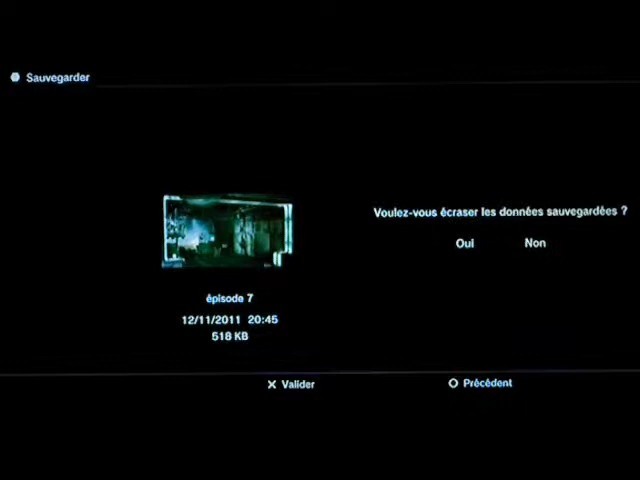 Sauvegarder
Voulez-vous écraser les données sauvegardées ?
Oui Non
épisode 7
12/11/2011 20:45
518 KB
Valider
Précédent